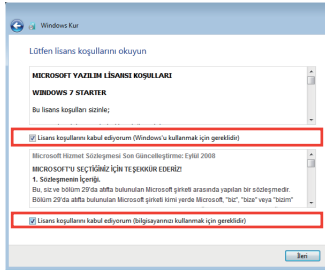 Windows Kur
Lütfen lisans koşullarını okuyun
MICROSOFT YAZILIM LİSANSI KOŞULLARI
WINDOWS 7 STARTER
Bu lisans koşulları sizinle;
Lisans koşullarını kabul ediyorum (Windows'u kullanmak için gereklidir)
Microsoft Hizmet Sözleşmesi Son Güncelleştirme: Eylül 2008
MICROSOFT'U SEÇTİĞİNİZ İÇİN TEŞEKKÜR EDERİZ!
1. Sözleşmenin İçeriği.
Bu, siz ve bölüm 29'da atıfta bulunulan Microsoft şirketi arasında yapılan bir sözleşmedir.
Bölüm 29'da atıfta bulunulan Microsoft şirketi kimi yerde Microsoft, "biz", "bize" veya "bizim"
Lisans koşullarını kabul ediyorum (bilgisayarınızı kullanmak için gereklidir)
İleri